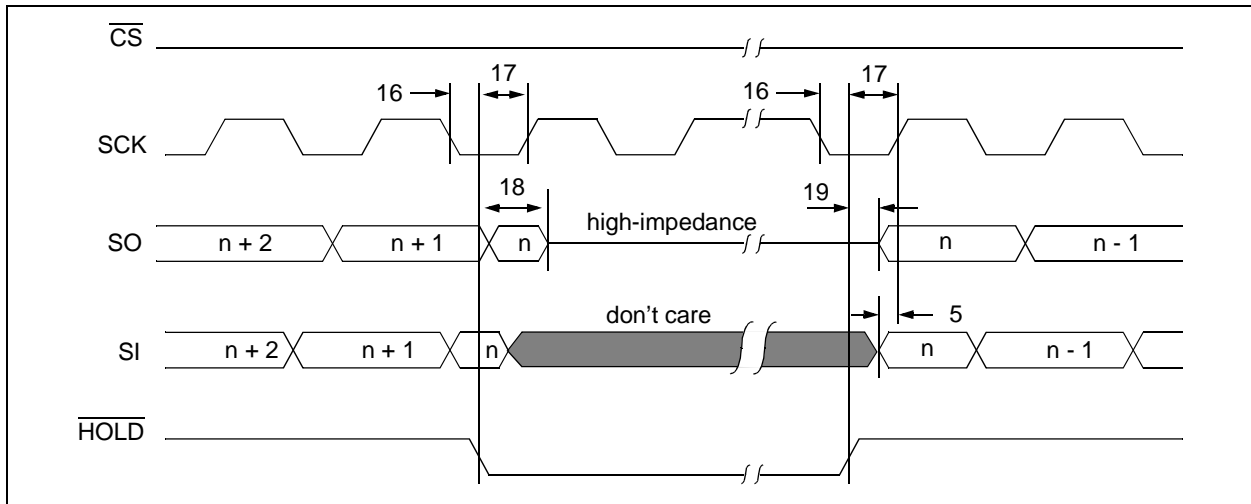 CS
17
17
16
16
SCK
18
19
high-impedance
SO
n + 2
n + 1
n
n
n - 1
don't care
5
SI
n + 2
n + 1
n
n
n - 1
HOLD